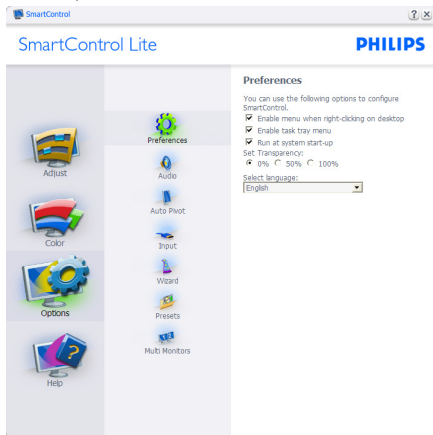 SmartControl
SmartControl Lite
PHILIPS
Adjust
Color
Options
Help
Preferences
Audio
Auto Pivot
Input
Wizard
Presets
Multi Monitors
Preferences
You can use the following options to configure
SmartControl.
Enable menu when right-clicking on desktop
Enable task tray menu
Run at system start-up
Set Transparency:
0% 50% 100%
Select language:
English